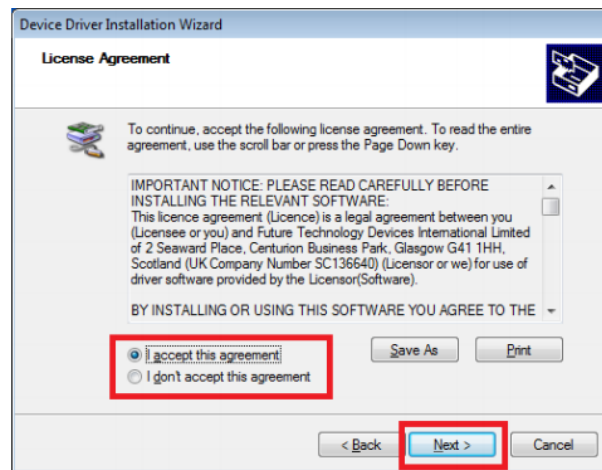 Device Driver Installation Wizard
License Agreement
To continue, accept the following license agreement. To read the entire
agreement, use the scroll bar or press the Page Down key.
IMPORTANT NOTICE: PLEASE READ CAREFULLY BEFORE
INSTALLING THE RELEVANT SOFTWARE:
This licence agreement (Licence) is a legal agreement between you
(Licensee or you) and Future Technology Devices International Limited
of 2 Seaward Place, Centurion Business Park, Glasgow G41 1HH,
Scotland (UK Company Number SC136640) (Licensor or we) for use of
driver software provided by the Licensor(Software).
BY INSTALLING OR USING THIS SOFTWARE YOU AGREE TO THE
I accept this agreement
I don't accept this agreement
Save As
Print
< Back
Next >
Cancel